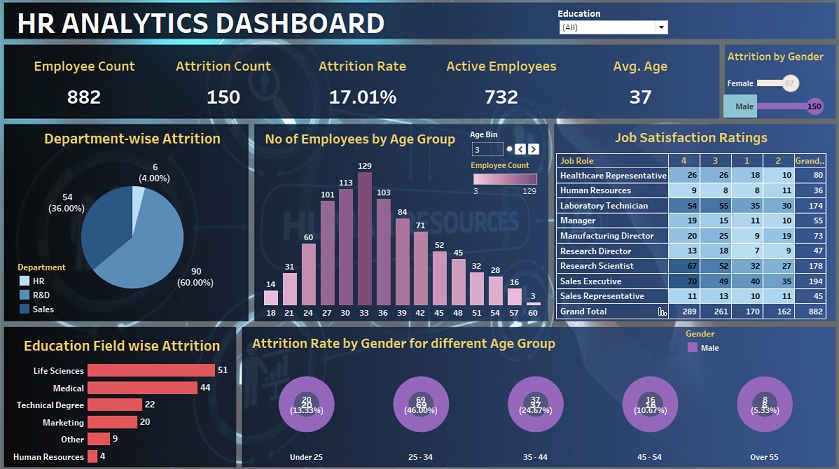 HR ANALYTICS DASHBOARD
Education
(All)
Employee Count
Attrition Count
Attrition Rate
Active Employees
Avg. Age
882
150
17.01%
732
37
Attrition by Gender
Female 87
Male 150
Department-wise Attrition
6
(4.00%)
54
(36.00%)
90
(60.00%)
Department
HR
R&D
Sales
No of Employees by Age Group
Age Bin
3
Employee Count
3 129
14 31 60 101 113 129 103 84 71 52 45 32 28 16 3
18 21 24 27 30 33 36 39 42 45 48 51 54 57 60
Job Satisfaction Ratings
Job Role 4 3 1 2 Grand..
Healthcare Representative 26 26 18 10 80
Human Resources 9 8 8 11 36
Laboratory Technician 54 55 35 30 174
Manager 19 15 11 10 55
Manufacturing Director 20 25 9 19 73
Research Director 13 18 7 9 47
Research Scientist 67 52 32 27 178
Sales Executive 70 49 40 35 194
Sales Representative 11 13 10 11 45
Grand Total 289 261 170 162 882
Education Field wise Attrition
Life Sciences 51
Medical 44
Technical Degree 22
Marketing 20
Other 9
Human Resources 4
Attrition Rate by Gender for different Age Group
Gender
Male
20 69 37 16 8
(13.33%) (46.00%) (24.67%) (10.67%) (5.33%)
Under 25 25 - 34 35 - 44 45 - 54 Over 55